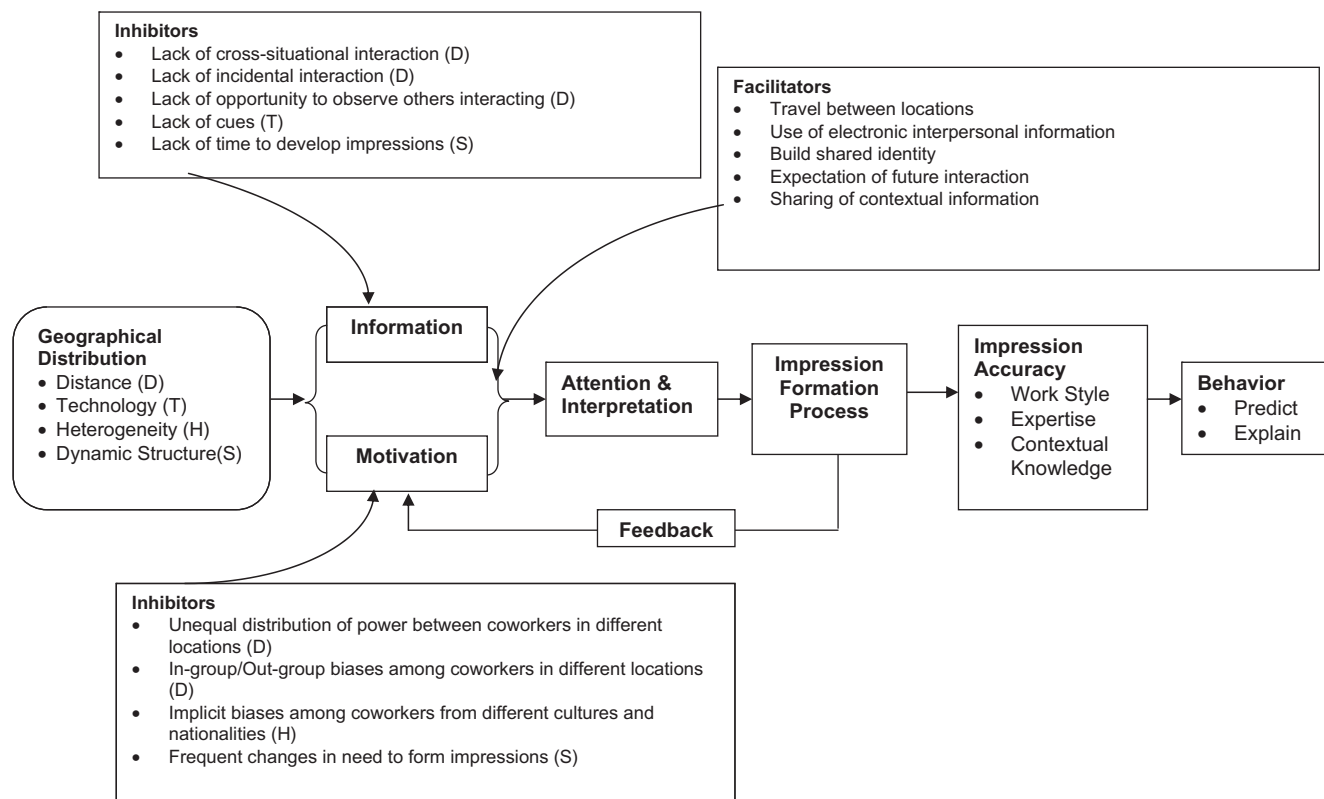 Inhibitors
• Lack of cross-situational interaction (D)
• Lack of incidental interaction (D)
• Lack of opportunity to observe others interacting (D)
• Lack of cues (T)
• Lack of time to develop impressions (S)
Facilitators
• Travel between locations
• Use of electronic interpersonal information
• Build shared identity
• Expectation of future interaction
• Sharing of contextual information
Geographical
Distribution
• Distance (D)
• Technology (T)
• Heterogeneity (H)
• Dynamic Structure(S)
Information
Motivation
Attention &
Interpretation
Impression
Formation
Process
Impression
Accuracy
• Work Style
• Expertise
• Contextual
Knowledge
Behavior
• Predict
• Explain
Feedback
Inhibitors
• Unequal distribution of power between coworkers in different
locations (D)
• In-group/Out-group biases among coworkers in different locations
(D)
• Implicit biases among coworkers from different cultures and
nationalities (H)
• Frequent changes in need to form impressions (S)